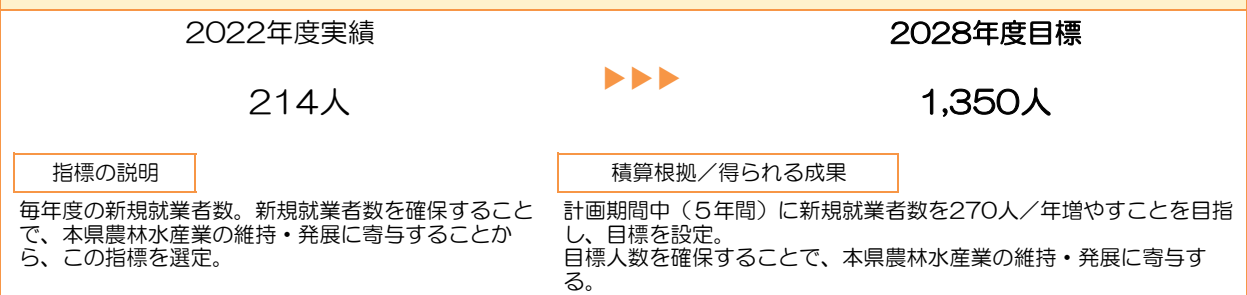 2022年度実績
2028年度目標
214人
▶▶▶
1,350人
指標の説明
毎年度の新規就業者数。新規就業者数を確保すること
で、本県農林水産業の維持・発展に寄与することか
ら、この指標を選定。
積算根拠／得られる成果
計画期間中（５年間）に新規就業者数を270人／年増やすことを目指
し、目標を設定。
目標人数を確保することで、本県農林水産業の維持・発展に寄与す
る。